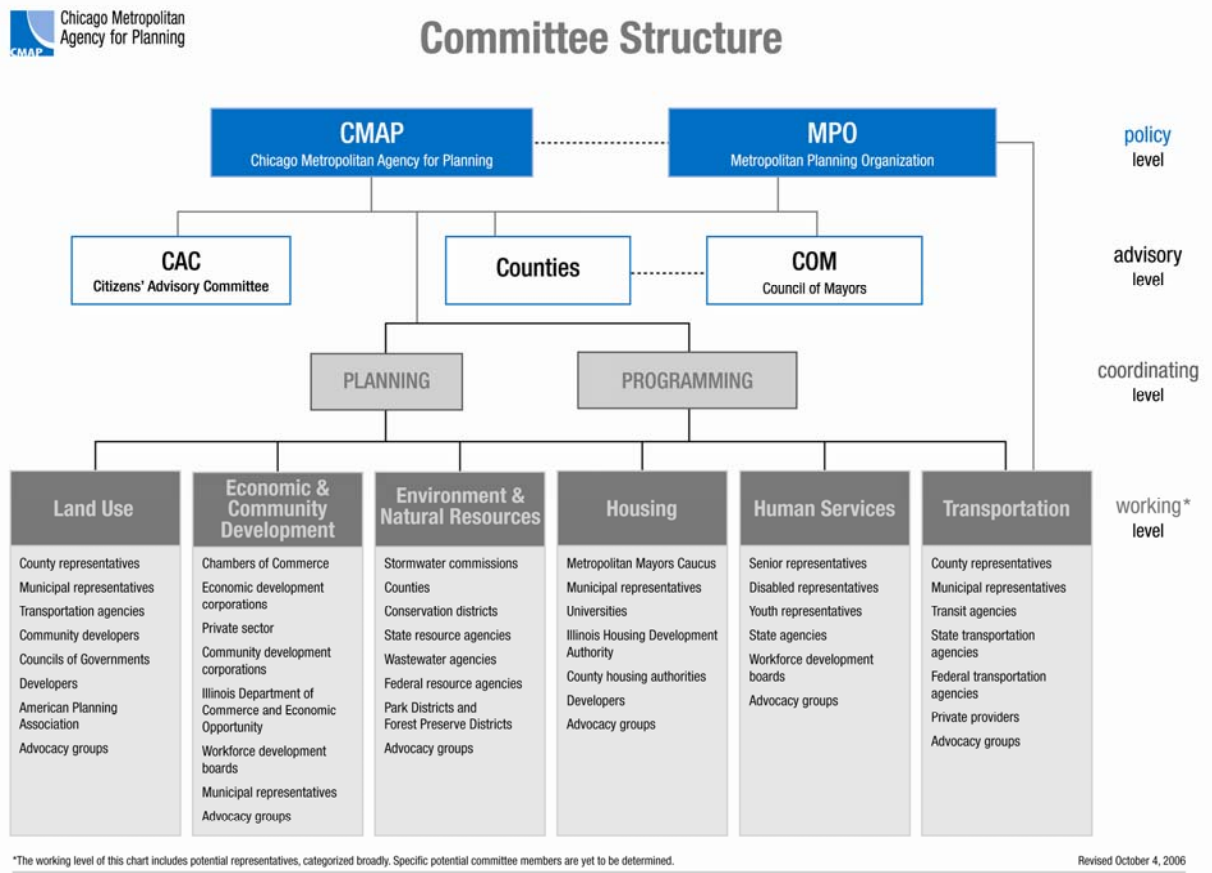 Chicago Metropolitan
Agency for Planning
CMAP
Committee Structure
CMAP
Chicago Metropolitan Agency for Planning
MPO
Metropolitan Planning Organization
policy
level
CAC
Citizens' Advisory Committee
Counties
COM
Council of Mayors
advisory
level
PLANNING
PROGRAMMING
coordinating
level
Land Use
County representatives
Municipal representatives
Transportation agencies
Community developers
Councils of Governments
Developers
American Planning
Association
Advocacy groups
Economic &
Community
Development
Chambers of Commerce
Economic development
corporations
Private sector
Community development
corporations
Illinois Department of
Commerce and Economic
Opportunity
Workforce development
boards
Municipal representatives
Advocacy groups
Environment &
Natural Resources
Stormwater commissions
Counties
Conservation districts
State resource agencies
Wastewater agencies
Federal resource agencies
Park Districts and
Forest Preserve Districts
Advocacy groups
Housing
Metropolitan Mayors Caucus
Municipal representatives
Universities
Illinois Housing Development
Authority
County housing authorities
Developers
Advocacy groups
Human Services
Senior representatives
Disabled representatives
Youth representatives
State agencies
Workforce development
boards
Advocacy groups
Transportation
County representatives
Municipal representatives
Transit agencies
State transportation
agencies
Federal transportation
agencies
Private providers
Advocacy groups
working*
level
*The working level of this chart includes potential representatives, categorized broadly. Specific potential committee members are yet to be determined.
Revised October 4, 2006